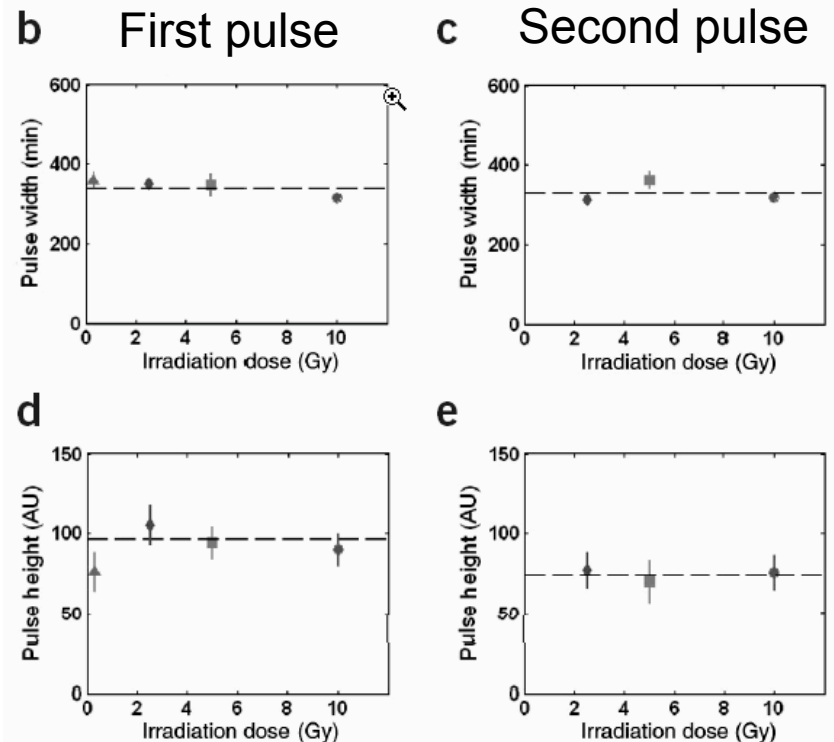 b First pulse
600
400
200
0
Pulse width (min)
0 2 4 6 8 10
Irradiation dose (Gy)
c Second pulse
600
400
200
0
Pulse width (min)
0 2 4 6 8 10
Irradiation dose (Gy)
d
150
100
50
0
Pulse height (AU)
0 2 4 6 8 10
Irradiation dose (Gy)
e
150
100
50
0
Pulse height (AU)
0 2 4 6 8 10
Irradiation dose (Gy)